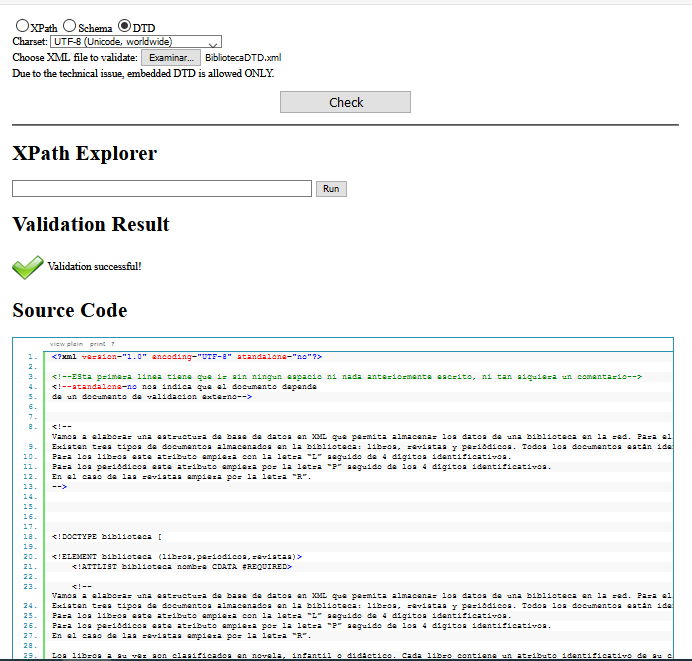 XPath Schema DTD
Charset: UTF-8 (Unicode, worldwide)
Choose XML file to validate: Examinar... BibliotecaDTD.xml
Due to the technical issue, embedded DTD is allowed ONLY.
Check
XPath Explorer
Run
Validation Result
Validation successful!
Source Code
view plain print ?
1. <?xml version="1.0" encoding="UTF-8" standalone="no"?>
2.
3. <!--ESta primera linea tiene que ir sin ningun espacio ni nada anteriormente escrito, ni tan siquiera un comentario-->
4. <!--standalone=no nos indica que el documento depende
5. de un documento de validacion externo-->
6.
7.
8. <!--
Vamos a elaborar una estructura de base de datos en XML que permita almacenar los datos de una biblioteca en la red. Para el
9. Existen tres tipos de documentos almacenados en la biblioteca: libros, revistas y periódicos. Todos los documentos están ide
10. Para los libros este atributo empieza con la letra “L” seguido de 4 dígitos identificativos.
11. Para los periódicos este atributo empieza por la letra “P” seguido de los 4 dígitos identificativos.
12. En el caso de las revistas empieza por la letra “R”.
13. -->
14.
15.
16.
17.
18. <!DOCTYPE biblioteca [
19.
20. <!ELEMENT biblioteca (libros,periodicos,revistas)>
21. <!ATTLIST biblioteca nombre CDATA #REQUIRED>
22.
23. <!--
Vamos a elaborar una estructura de base de datos en XML que permita almacenar los datos de una biblioteca en la red. Para el
24. Existen tres tipos de documentos almacenados en la biblioteca: libros, revistas y periódicos. Todos los documentos están ide
25. Para los libros este atributo empieza con la letra “L” seguido de 4 dígitos identificativos.
26. Para los periódicos este atributo empieza por la letra “P” seguido de los 4 dígitos identificativos.
27. En el caso de las revistas empieza por la letra “R”.
28.
29. Los libros a su vez son clasificados en novela, infantil o didáctico. Cada libro contiene un atributo identificativo de su c